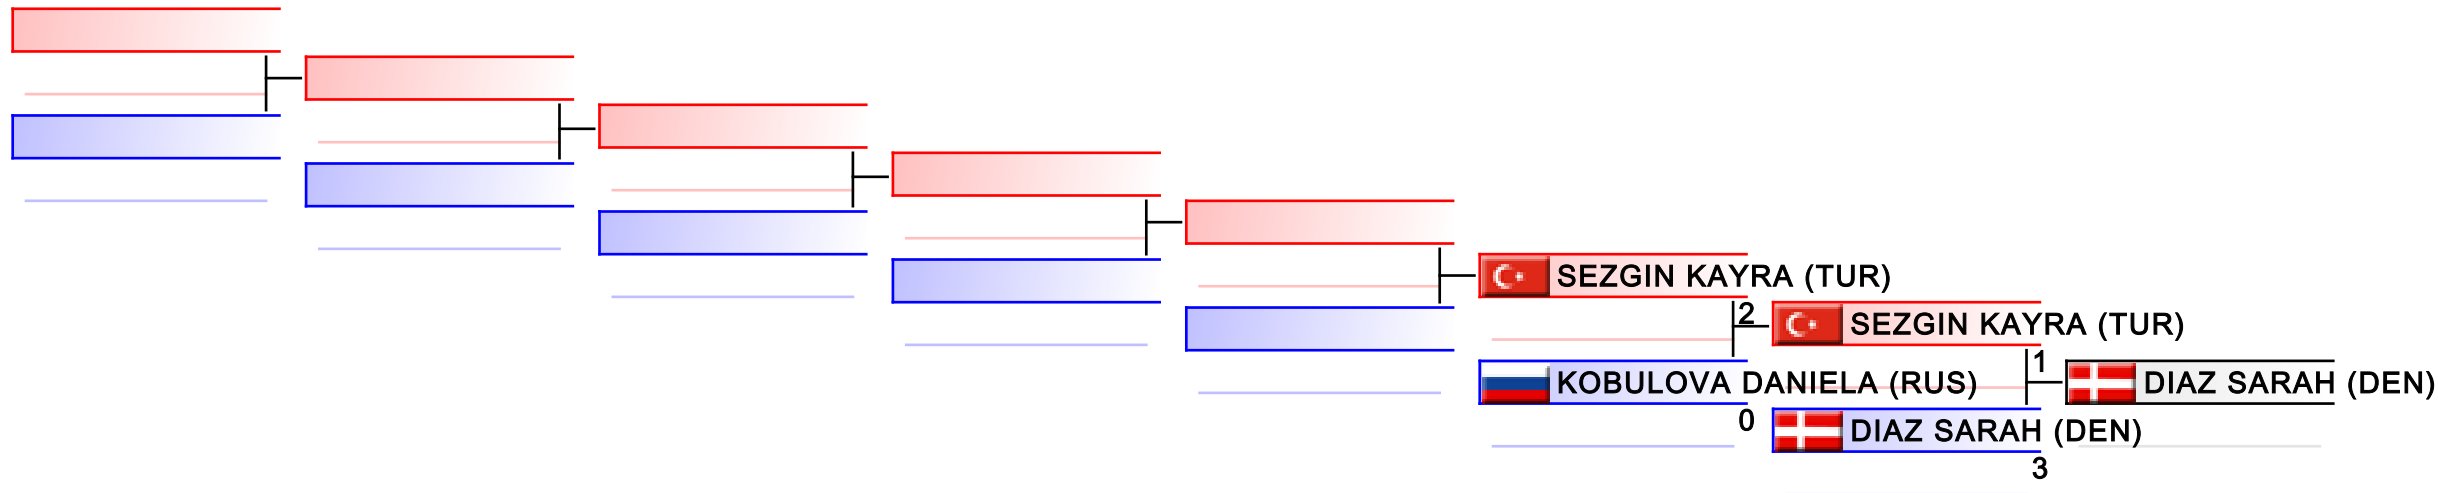 SEZGIN KAYRA (TUR)
2
SEZGIN KAYRA (TUR)
1
KOBULOVA DANIELA (RUS)
DIAZ SARAH (DEN)
0
DIAZ SARAH (DEN)
3